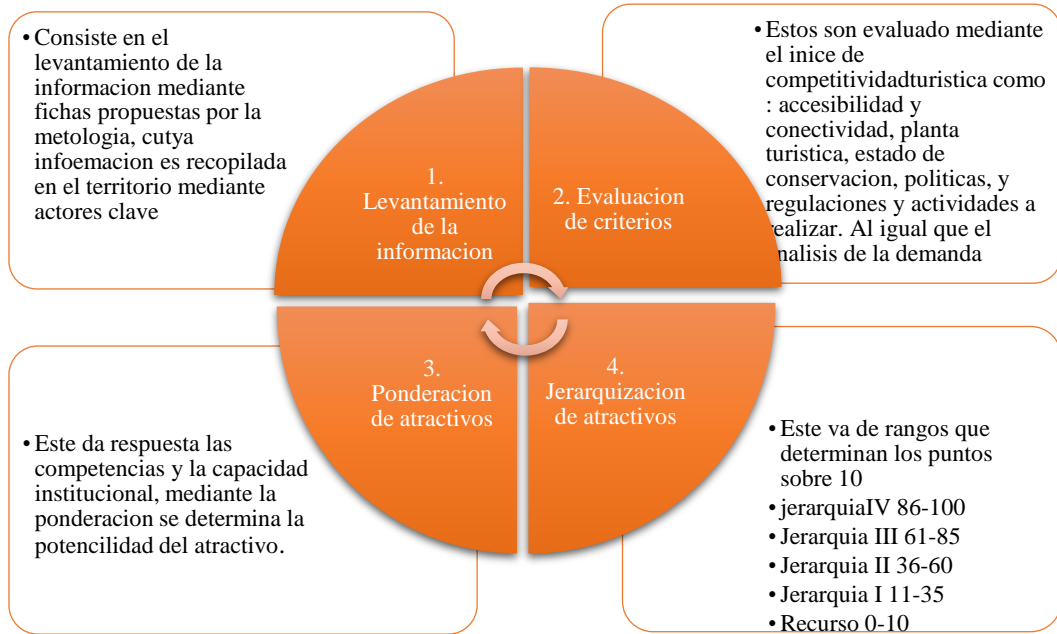 • Consiste en el
levantamiento de la
informacion mediante
fichas propuestas por la
metologia, cutya
infoemacion es recopilada
en el territorio mediante
actores clave
1.
Levantamiento
de la
informacion
2. Evaluacion
de criterios
• Estos son evaluado mediante
el inice de
competitividadturistica como
: accesibilidad y
conectividad, planta
turistica, estado de
conservacion, politicas, y
regulaciones y actividades a
realizar. Al igual que el
analisis de la demanda
3.
Ponderacion
de atractivos
• Este da respuesta las
competencias y la capacidad
institucional, mediante la
ponderacion se determina la
potencilidad del atractivo.
4.
Jerarquizacion
de atractivos
• Este va de rangos que
determinan los puntos
sobre 10
• jerarquiaIV 86-100
• Jerarquia III 61-85
• Jerarquia II 36-60
• Jerarquia I 11-35
• Recurso 0-10